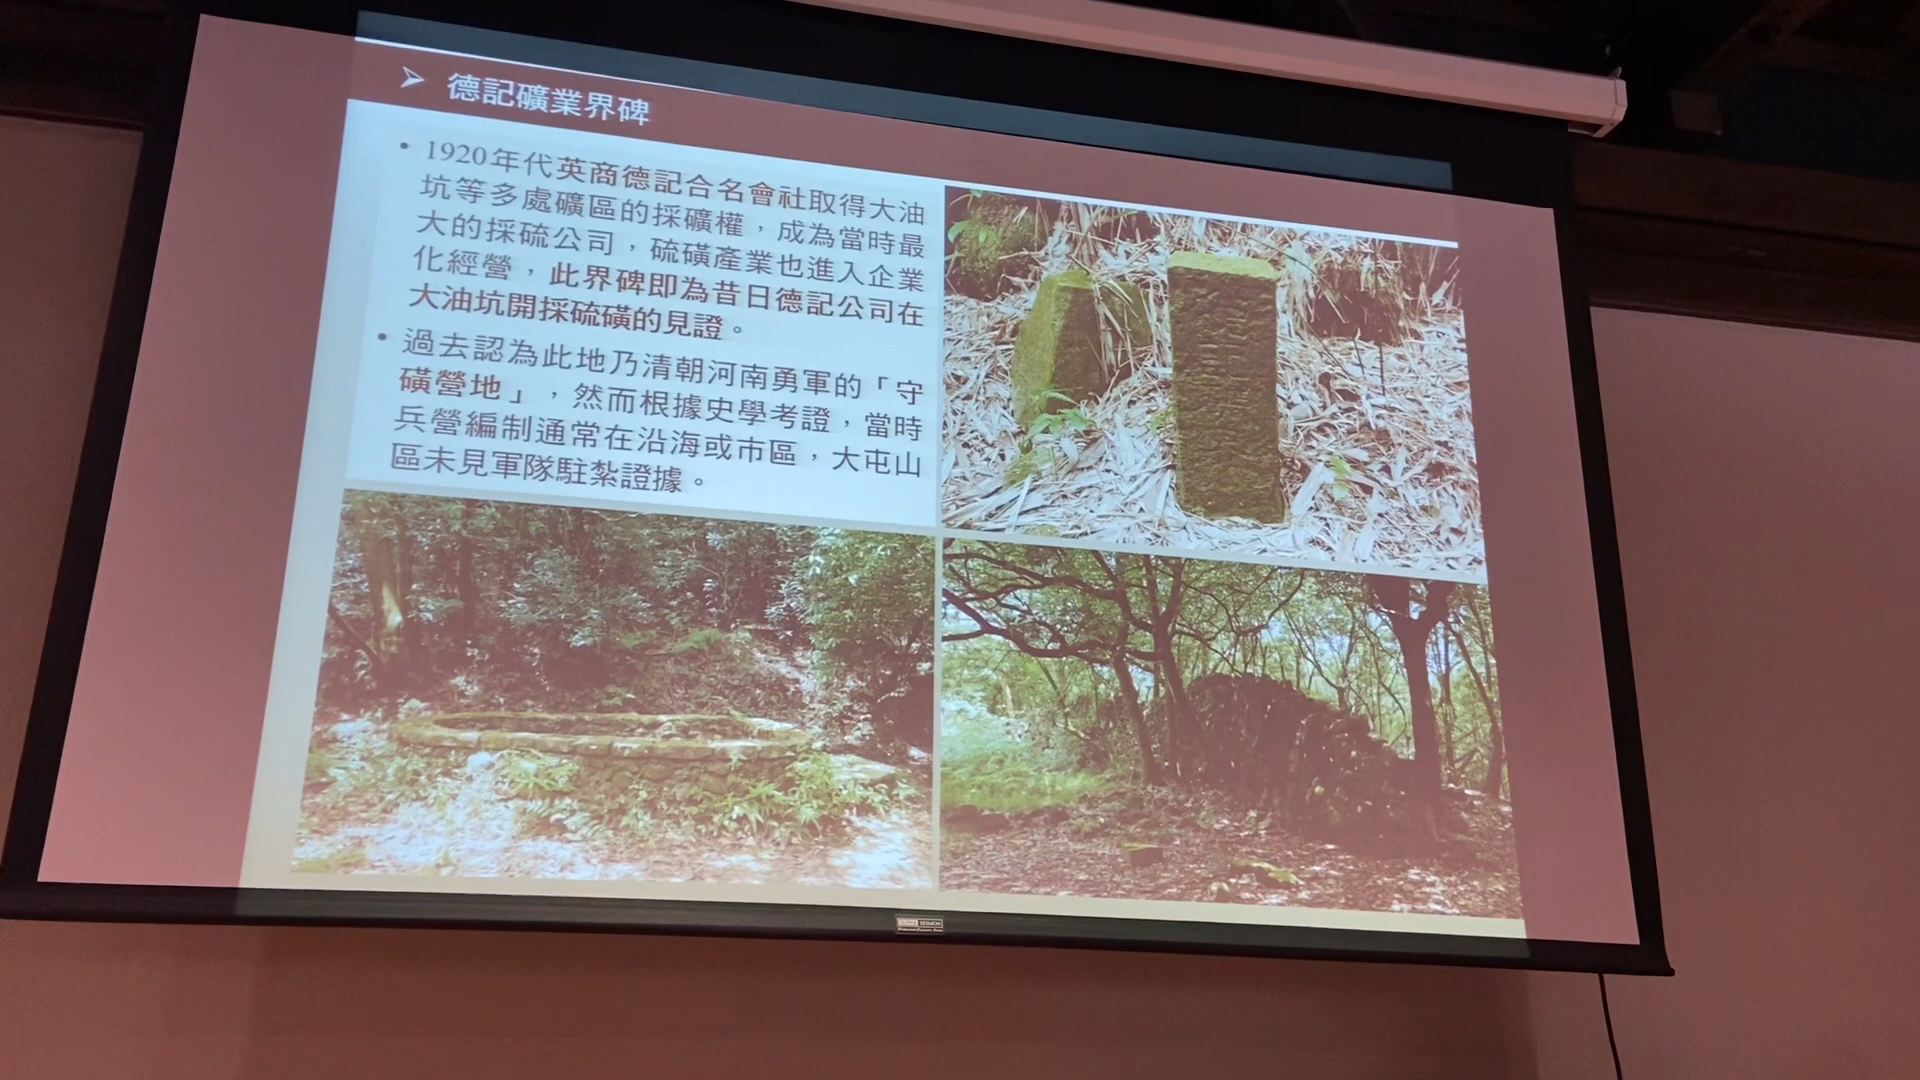 ➢ 德記礦業界碑
• 1920年代英商德記合名會社取得大油
坑等多處礦區的採礦權，成為當時最
大的採硫公司，硫磺產業也進入企業
化經營，此界碑即為昔日德記公司在
大油坑開採硫磺的見證。
• 過去認為此地乃清朝河南勇軍的「守
磺營地」，然而根據史學考證，當時
兵營編制通常在沿海或市區，大屯山
區未見軍隊駐紮證據。